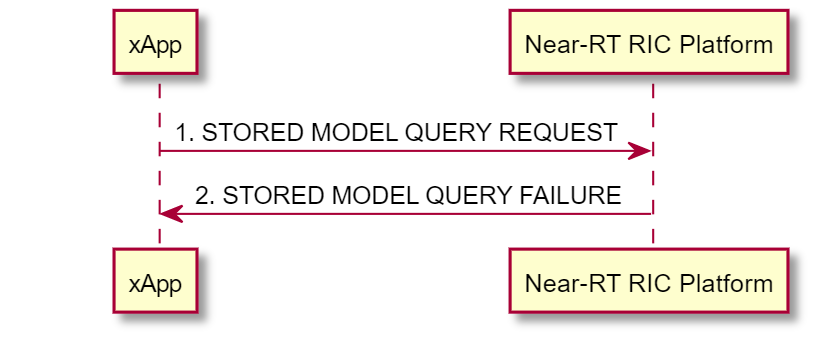 xApp
Near-RT RIC Platform
1. STORED MODEL QUERY REQUEST
2. STORED MODEL QUERY FAILURE
xApp
Near-RT RIC Platform